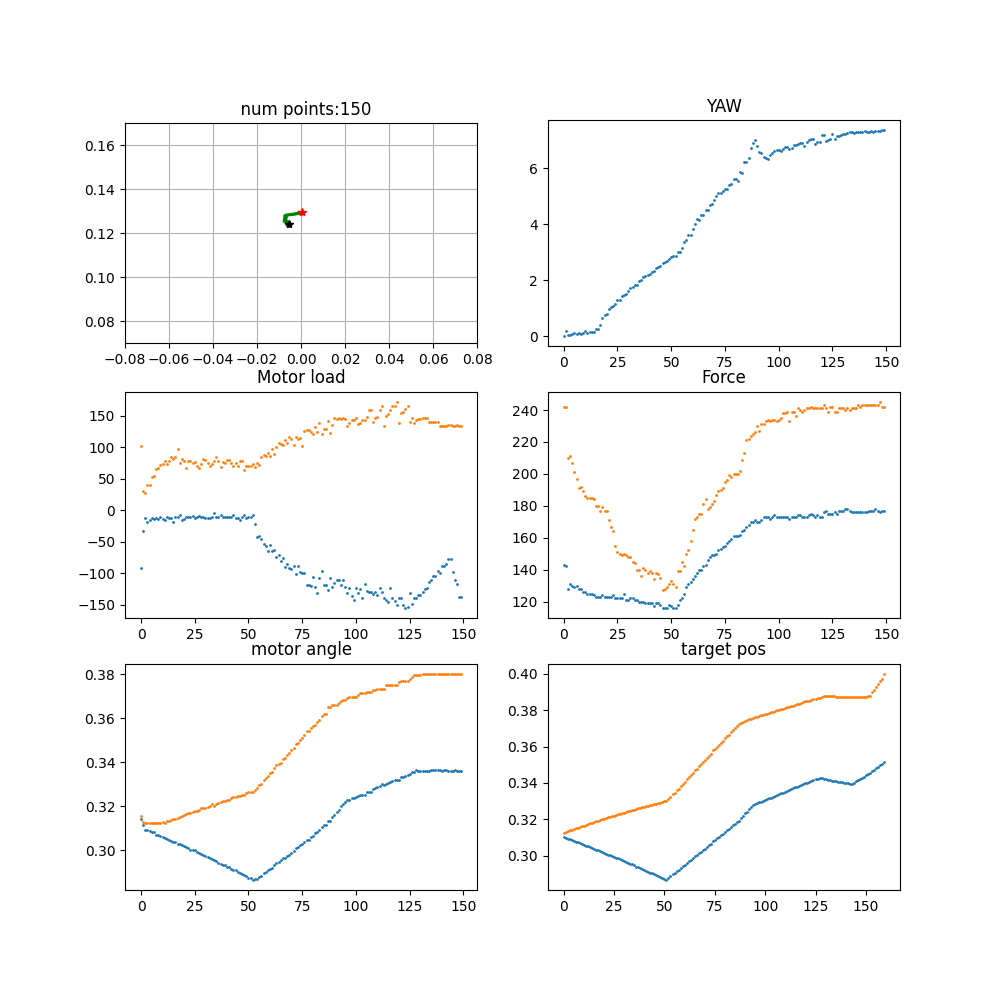 num points:150
YAW
0.16
0.14
0.12
0.10
0.08
−0.08 −0.06 −0.04 −0.02 0.00 0.02 0.04 0.06 0.08
6
4
2
0
0 25 50 75 100 125 150
Motor load
Force
150
100
50
0
−50
−100
−150
0 25 50 75 100 125 150
240
220
200
180
160
140
120
0 25 50 75 100 125 150
motor angle
target pos
0.38
0.36
0.34
0.32
0.30
0 25 50 75 100 125 150
0.40
0.38
0.36
0.34
0.32
0.30
0 25 50 75 100 125 150